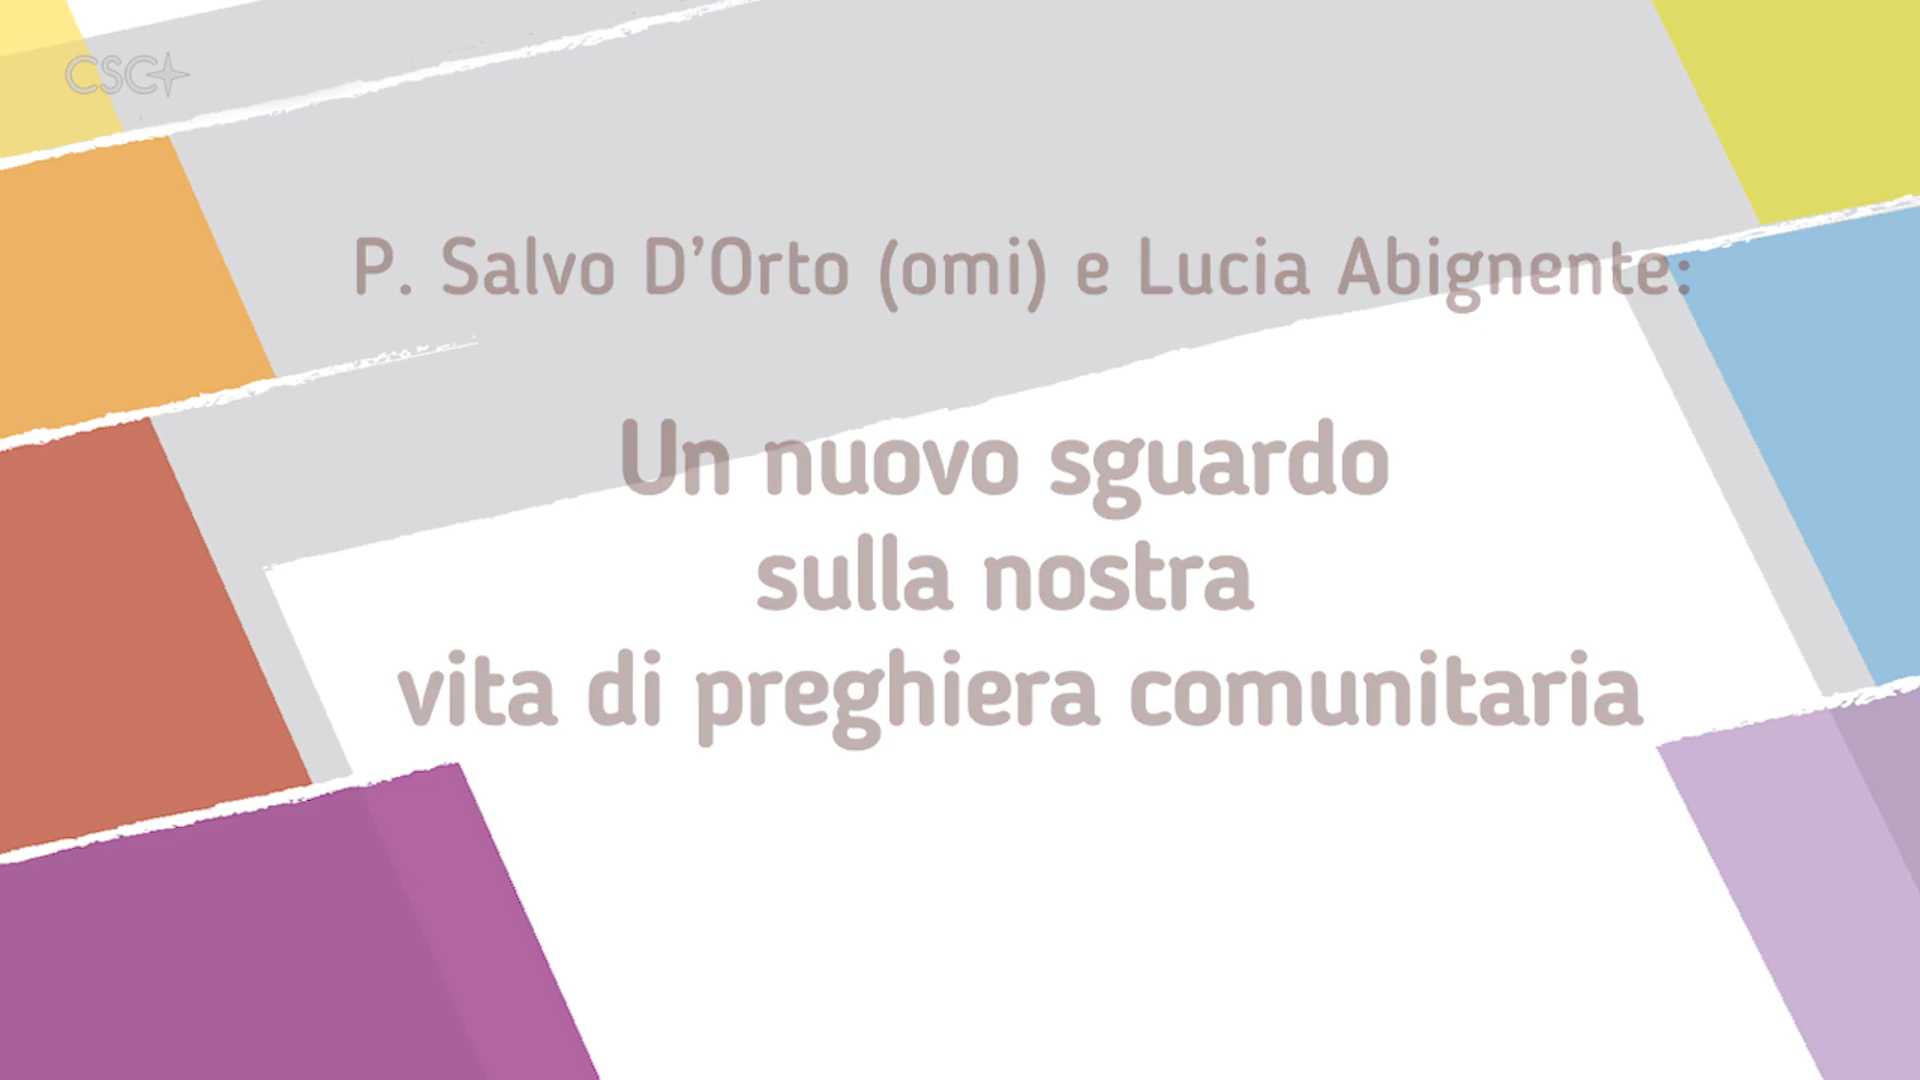 CSC
P. Salvo D’Orto (omi) e Lucia Abignente:
Un nuovo sguardo
sulla nostra
vita di preghiera comunitaria